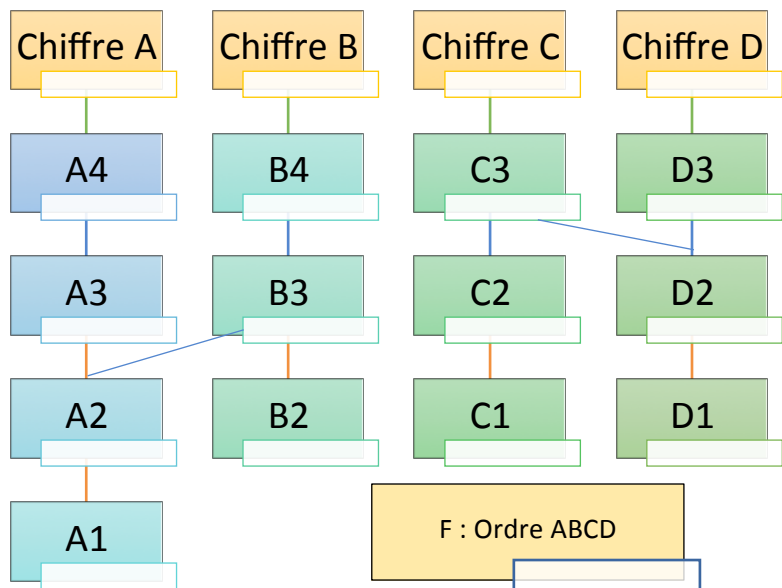 Chiffre A
Chiffre B
Chiffre C
Chiffre D
A4
B4
C3
D3
A3
B3
C2
D2
A2
B2
C1
D1
A1
F : Ordre ABCD